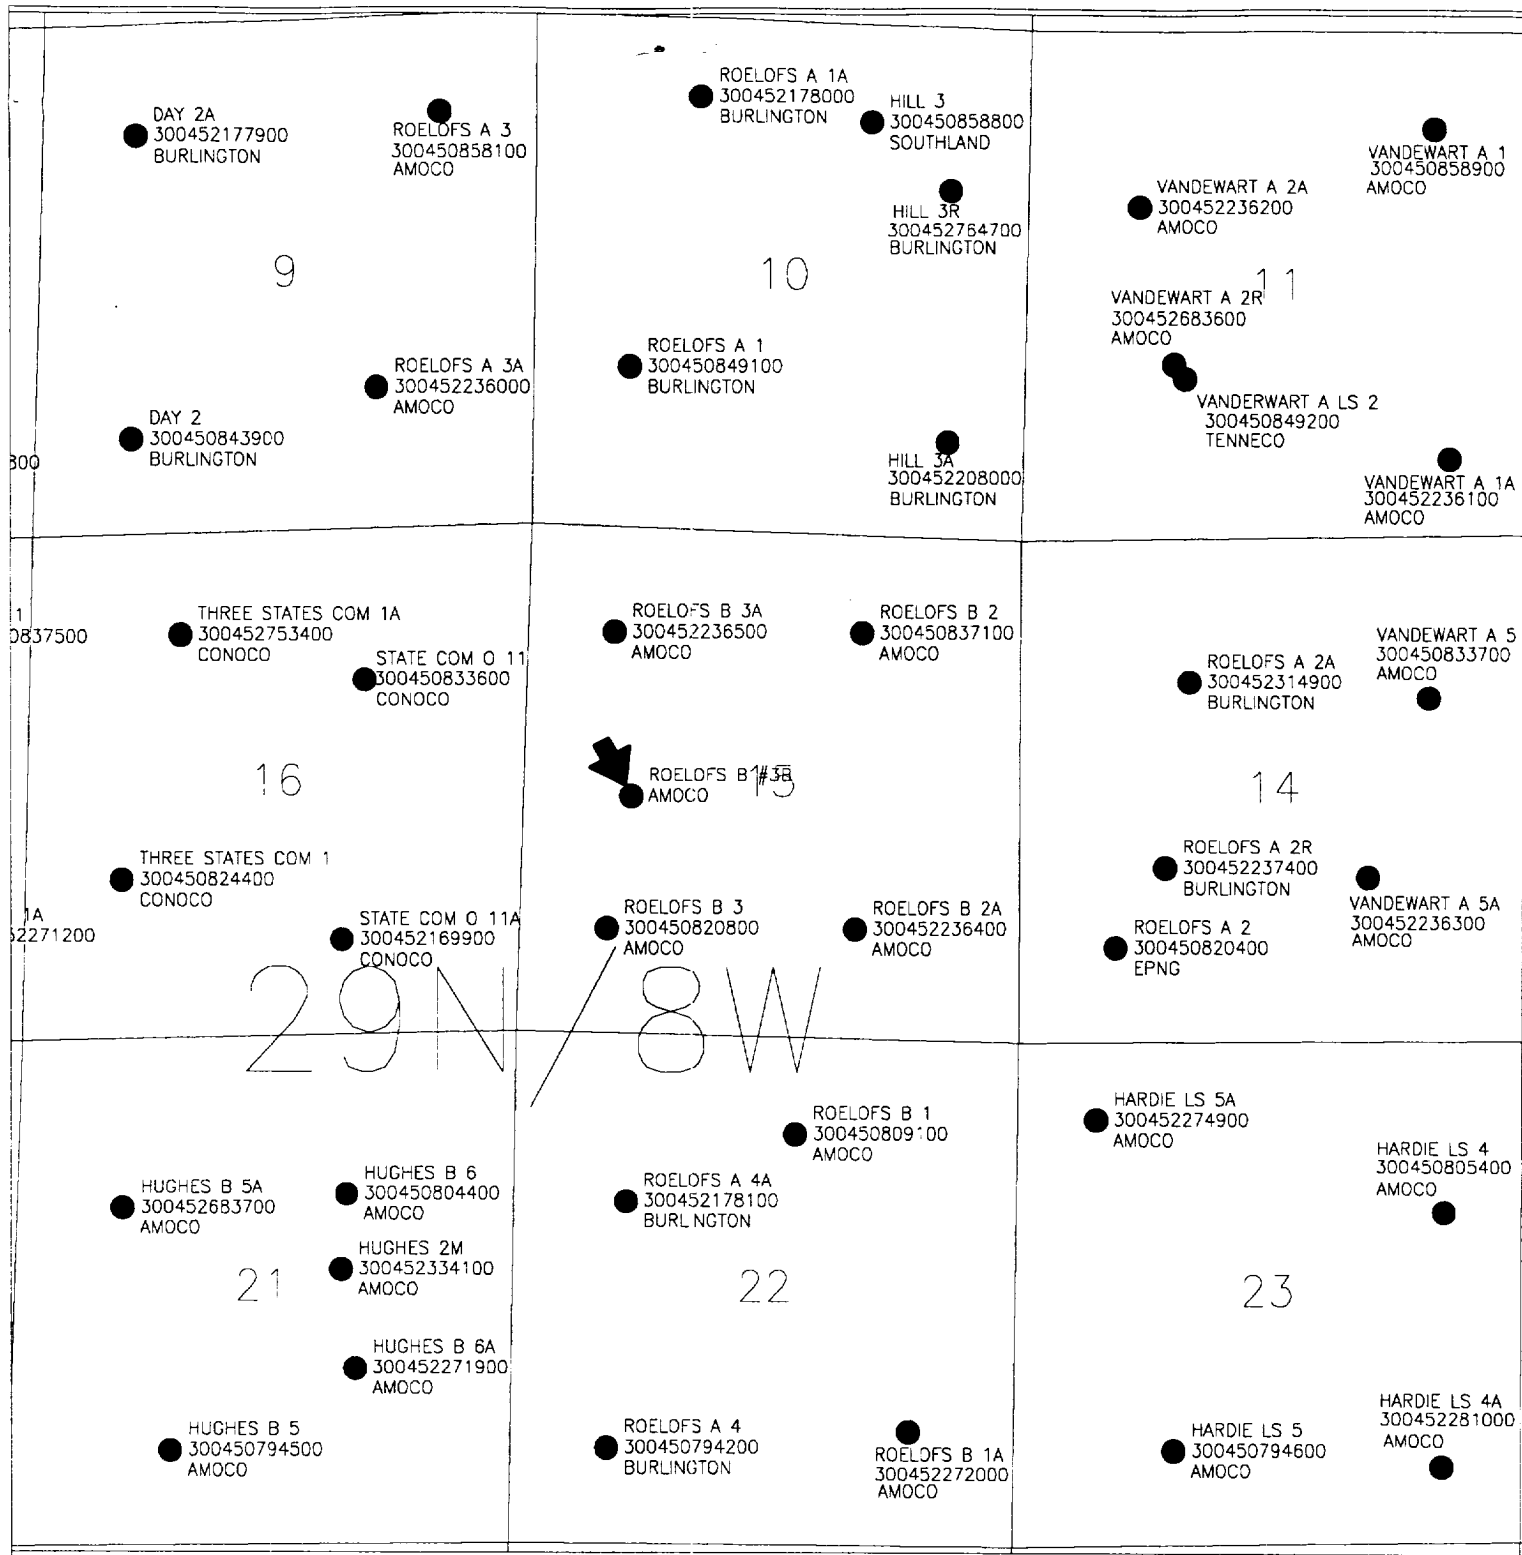 DAY 2A
300452177900
BURLINGTON
ROELOFS A 3
300450858100
AMOCO
9
ROELOFS A 3A
300452236000
AMOCO
DAY 2
300450843900
BURLINGTON
300
ROELOFS A 1A
300452178000
BURLINGTON
HILL 3
300450858800
SOUTHLAND
HILL 3R
300452764700
BURLINGTON
10
ROELOFS A 1
300450849100
BURLINGTON
HILL 3A
300452208000
BURLINGTON
VANDEWART A 1
300450858900
AMOCO
VANDEWART A 2A
300452236200
AMOCO
11
VANDEWART A 2R
300452683600
AMOCO
VANDERWART A LS 2
300450849200
TENNECO
VANDEWART A 1A
300452236100
AMOCO
1
0837500
THREE STATES COM 1A
300452753400
CONOCO
STATE COM O 11
300450833600
CONOCO
16
THREE STATES COM 1
300450824400
CONOCO
1A
52271200
STATE COM O 11A
300452169900
CONOCO
ROELOFS B 3A
300452236500
AMOCO
ROELOFS B 2
300450837100
AMOCO
ROELOFS B #3B
AMOCO
15
ROELOFS B 3
300450820800
AMOCO
ROELOFS B 2A
300452236400
AMOCO
VANDEWART A 5
300450833700
AMOCO
ROELOFS A 2A
300452314900
BURLINGTON
14
ROELOFS A 2R
300452237400
BURLINGTON
VANDEWART A 5A
300452236300
AMOCO
ROELOFS A 2
300450820400
EPNG
29N/8W
HUGHES B 5A
300452683700
AMOCO
HUGHES B 6
300450804400
AMOCO
HUGHES 2M
300452334100
AMOCO
21
HUGHES B 6A
300452271900
AMOCO
HUGHES B 5
300450794500
AMOCO
ROELOFS B 1
300450809100
AMOCO
ROELOFS A 4A
300452178100
BURLNGTON
22
ROELOFS A 4
300450794200
BURLINGTON
ROELOFS B 1A
300452272000
AMOCO
HARDIE LS 5A
300452274900
AMOCO
HARDIE LS 4
300450805400
AMOCO
23
HARDIE LS 4A
300452281000
AMOCO
HARDIE LS 5
300450794600
AMOCO